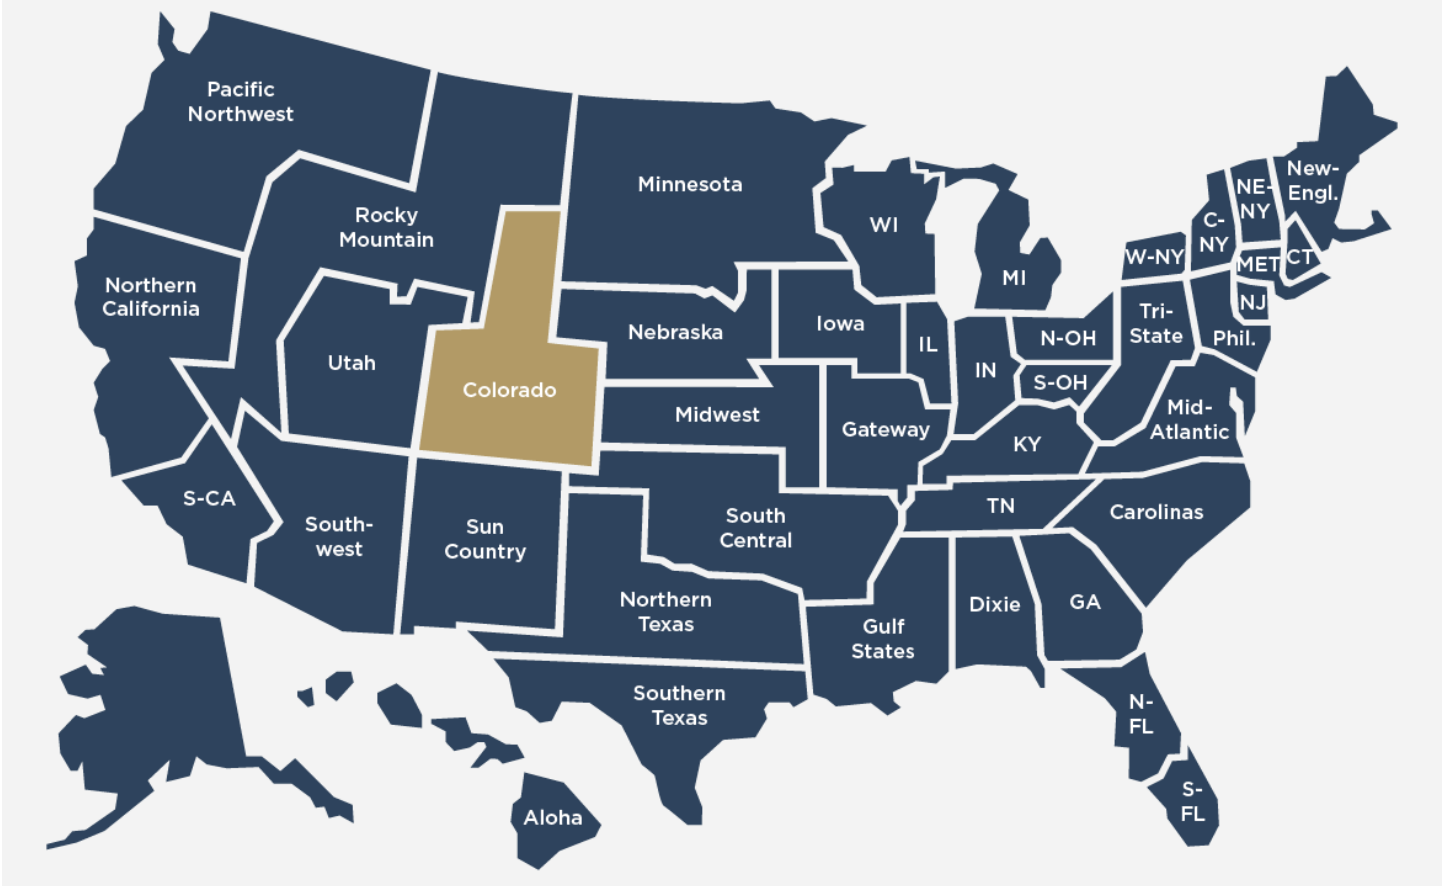 Pacific
Northwest
Rocky
Mountain
Minnesota
WI
MI
New-
Engl.
NE-
NY
C-
NY
W-NY
MET
CT
NJ
Northern
California
Utah
Colorado
Nebraska
Iowa
IL
IN
N-OH
S-OH
Tri-
State
Phil.
Mid-
Atlantic
Midwest
Gateway
KY
S-CA
South-
west
Sun
Country
South
Central
TN
Carolinas
Northern
Texas
Gulf
States
Dixie
GA
Southern
Texas
N-
FL
S-
FL
Aloha